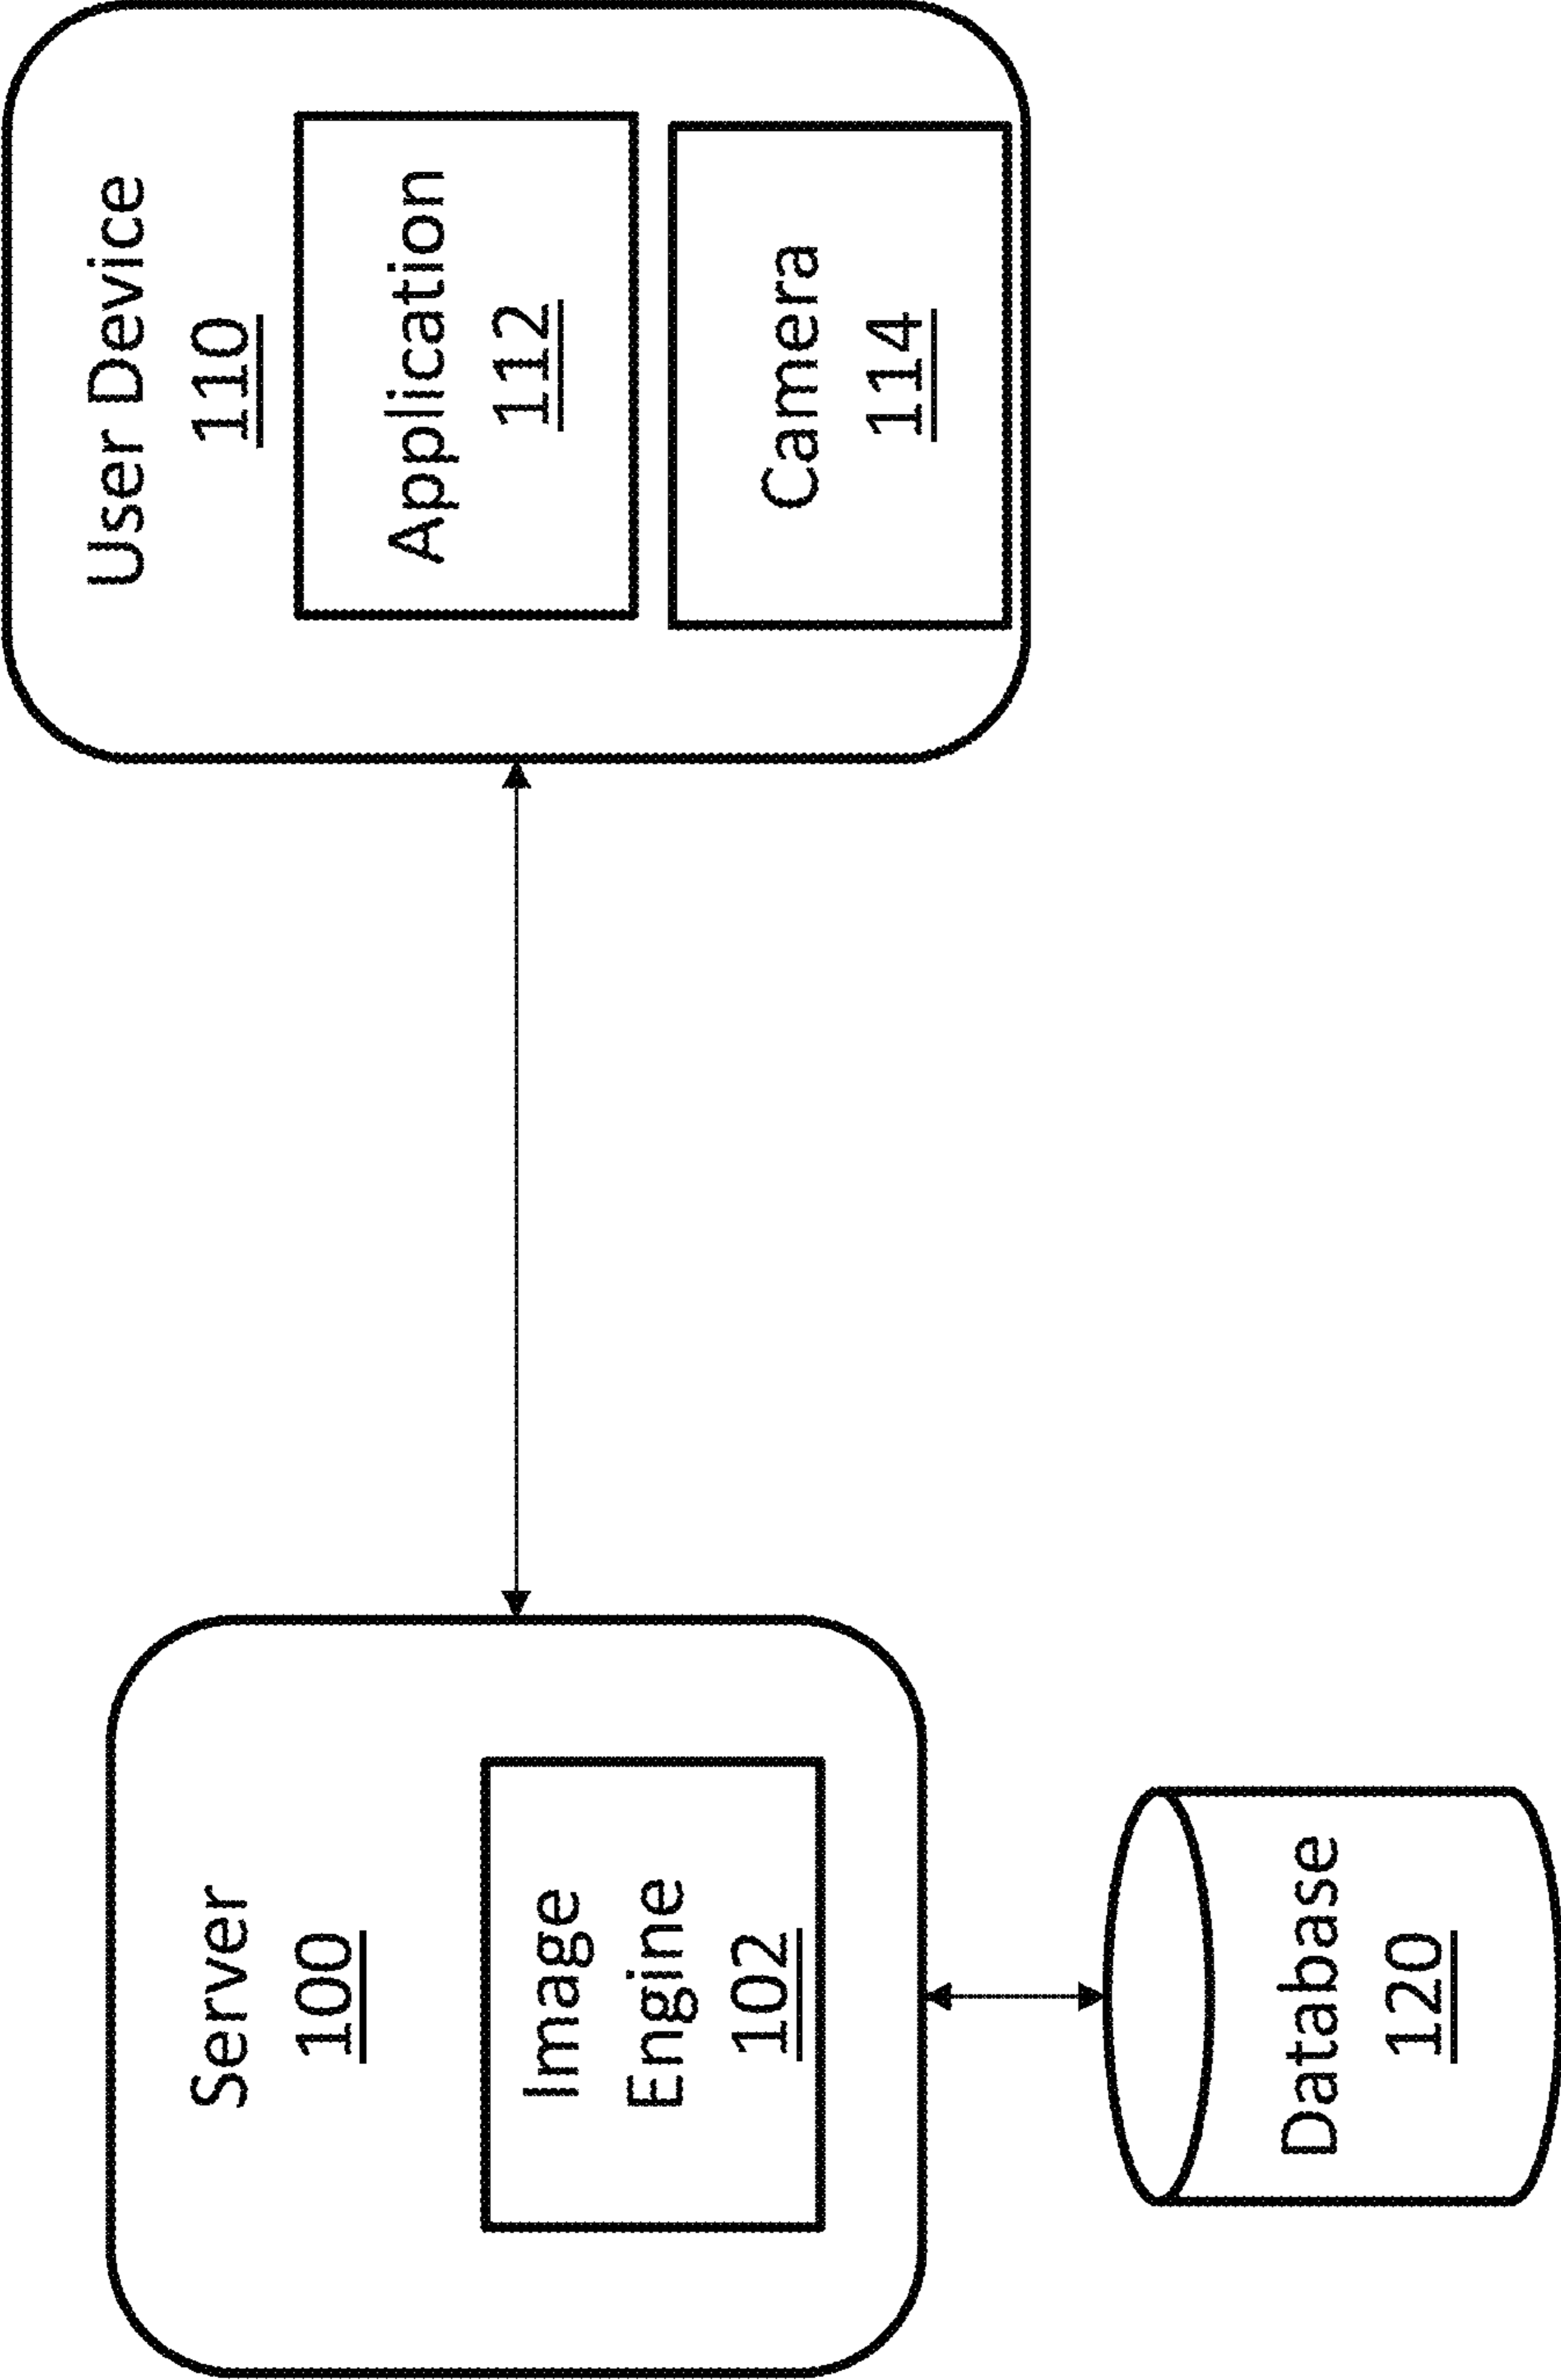 Server
100
Image
Engine
102
Database
120
User Device
110
Application
112
Camera
114